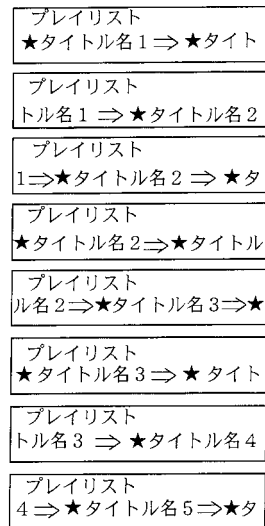 プレイリスト
★タイトル名1⇒★タイト
プレイリスト
トル名1⇒★タイトル名2
プレイリスト
1⇒★タイトル名2⇒★タ
プレイリスト
★タイトル名2⇒★タイトル
プレイリスト
ル名2⇒★タイトル名3⇒★
プレイリスト
★タイトル名3⇒★タイト
プレイリスト
トル名3⇒★タイトル名4
プレイリスト
4⇒★タイトル名5⇒★タ